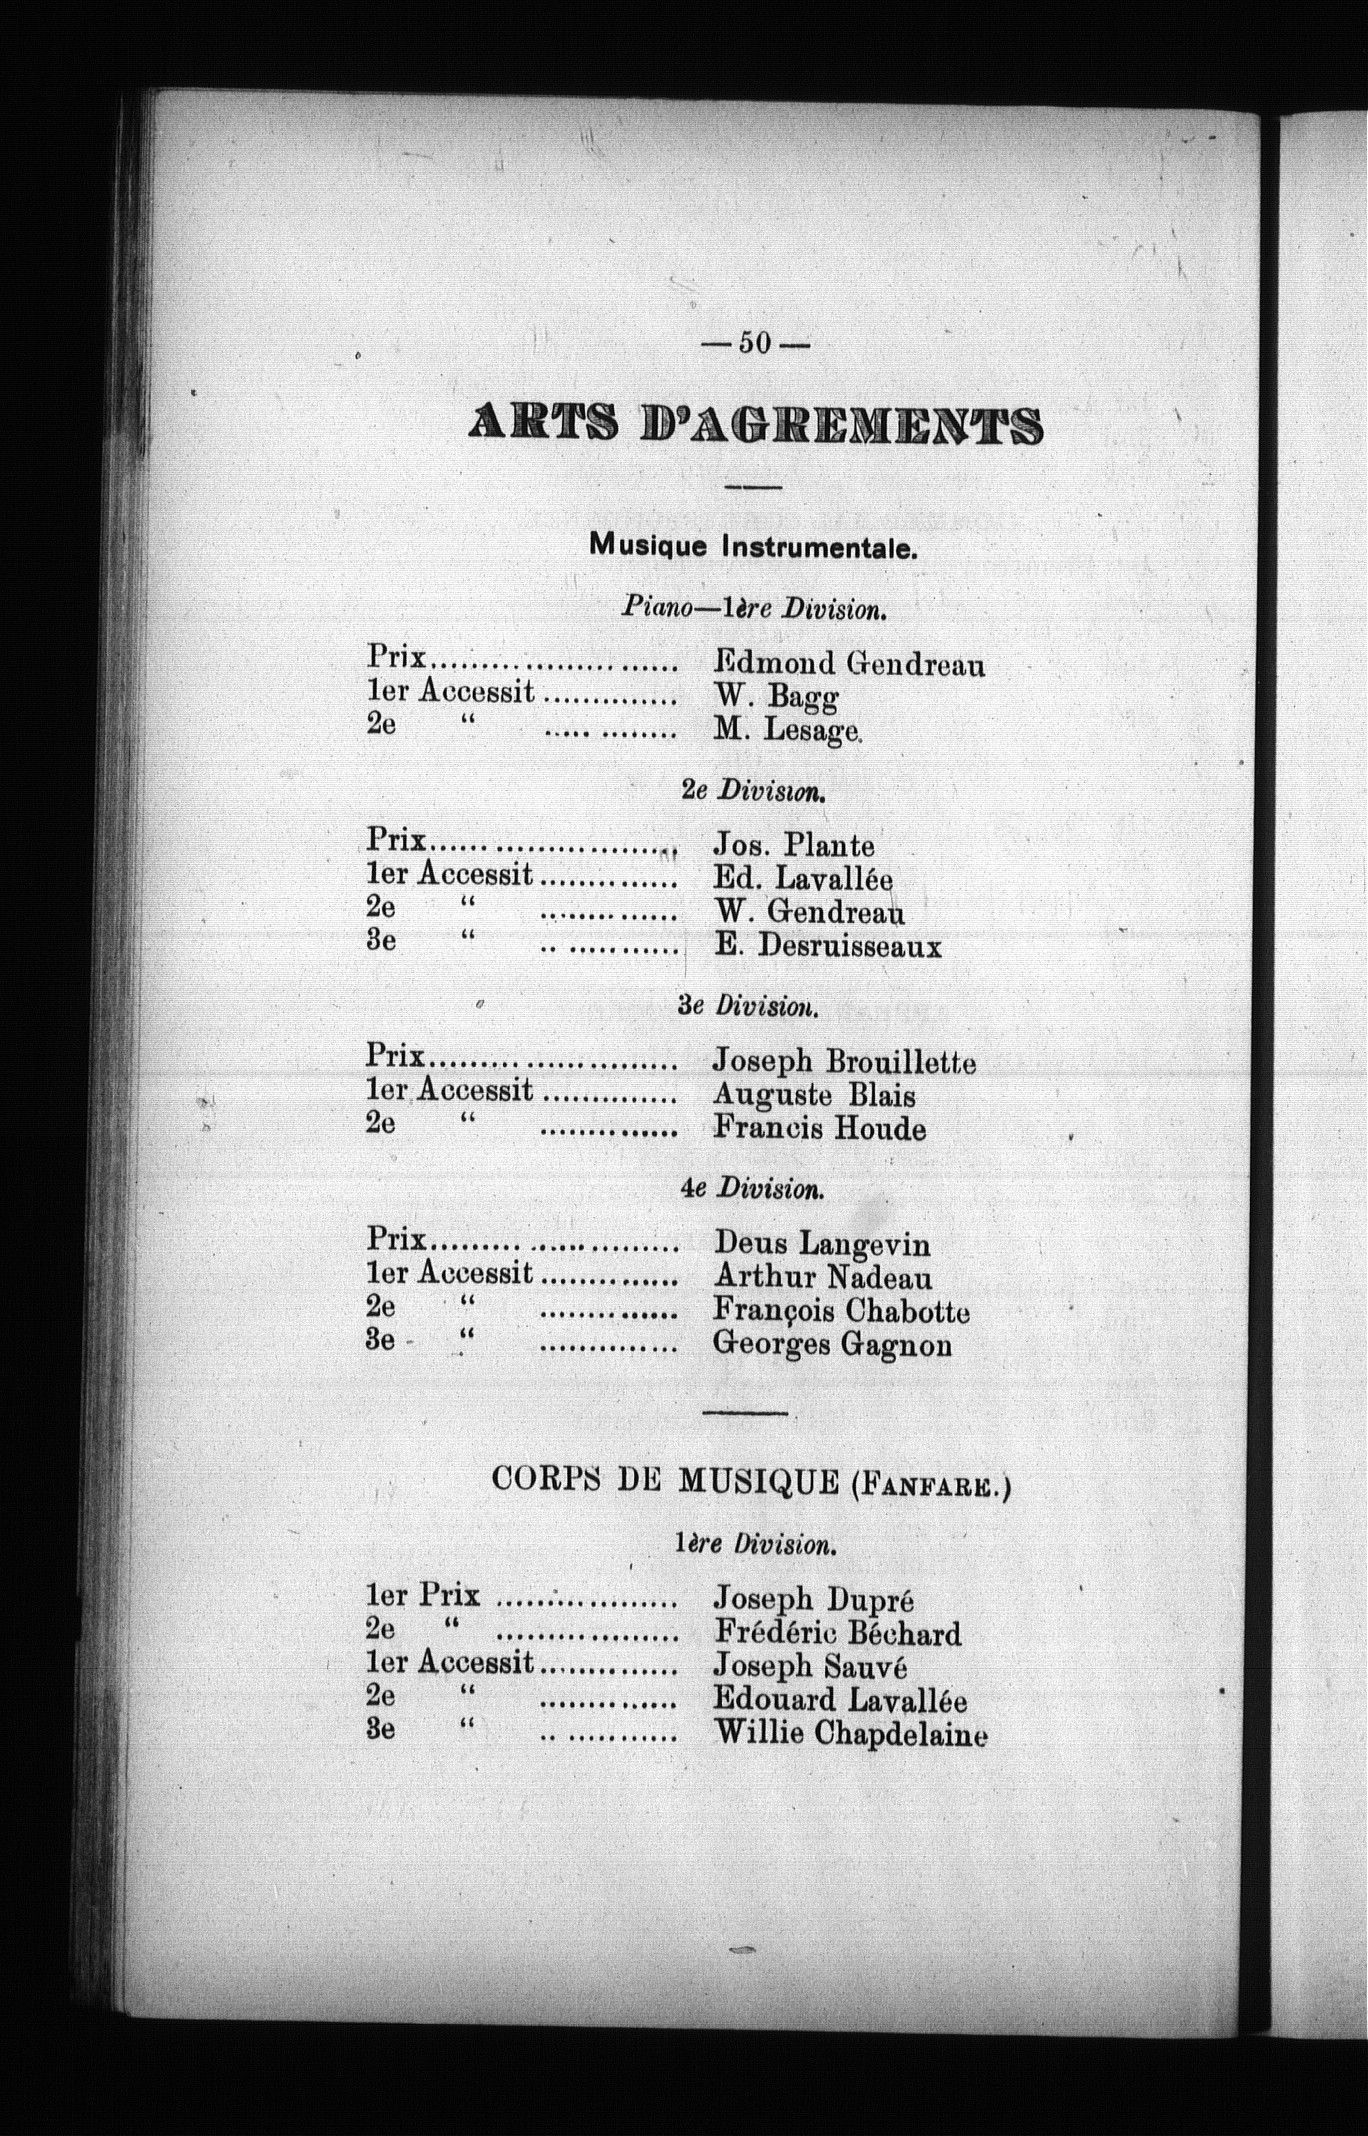 — 50 —
ARTS D'AGREMENTS
Musique Instrumentale.
Piano—1ère Division.
Prix............................ Edmond Gendreau
1er Accessit.............. W. Bagg
2e “ ............. M. Lesage.
2e Division.
Prix............................ Jos. Plante
1er Accessit.............. Ed. Lavallée
2e “ .............. W. Gendreau
3e “ ............. E. Desruisseaux
3e Division.
Prix............................ Joseph Brouillette
1er Accessit.............. Auguste Blais
2e “ .............. Francis Houde
4e Division.
Prix............................ Deus Langevin
1er Accessit.............. Arthur Nadeau
2e “ .............. François Chabotte
3e “ .............. Georges Gagnon
CORPS DE MUSIQUE (FANFARE.)
1ère Division.
1er Prix .................. Joseph Dupré
2e “ .................. Frédéric Béchard
1er Accessit.............. Joseph Sauvé
2e “ .............. Edouard Lavallée
3e “ ............. Willie Chapdelaine